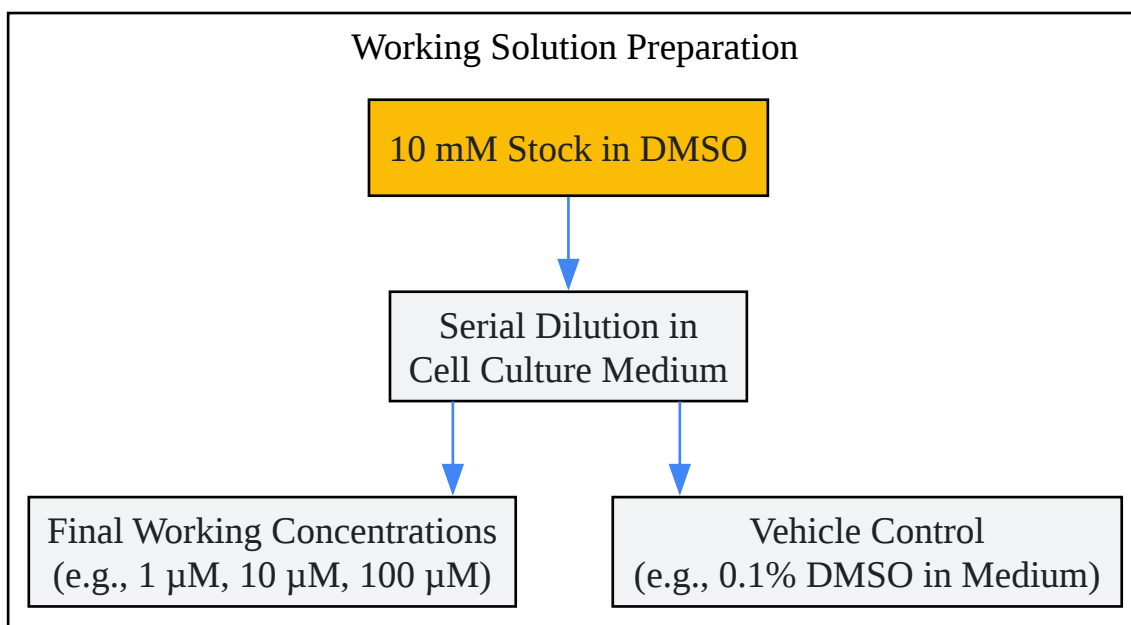 Working Solution Preparation
10 mM Stock in DMSO
Serial Dilution in
Cell Culture Medium
Final Working Concentrations
(e.g., 1 µM, 10 µM, 100 µM)
Vehicle Control
(e.g., 0.1% DMSO in Medium)